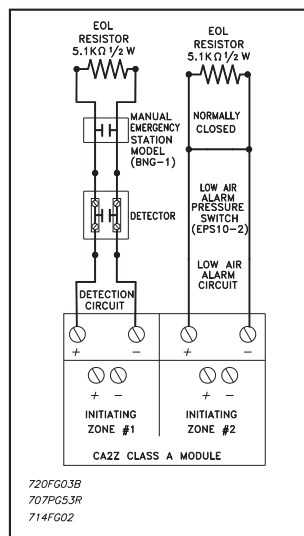 EOL
RESISTOR
5.1KΩ 1/2 W
EOL
RESISTOR
5.1KΩ 1/2 W
MANUAL
EMERGENCY
STATION
MODEL
(BNG-1)
NORMALLY
CLOSED
DETECTOR
LOW AIR
ALARM
PRESSURE
SWITCH
(EPS10-2)
LOW AIR
ALARM
CIRCUIT
DETECTION
CIRCUIT
+ - + -
+ - + -
INITIATING
ZONE #1
INITIATING
ZONE #2
CA2Z CLASS A MODULE
720FG03B
707PG53R
714FG02